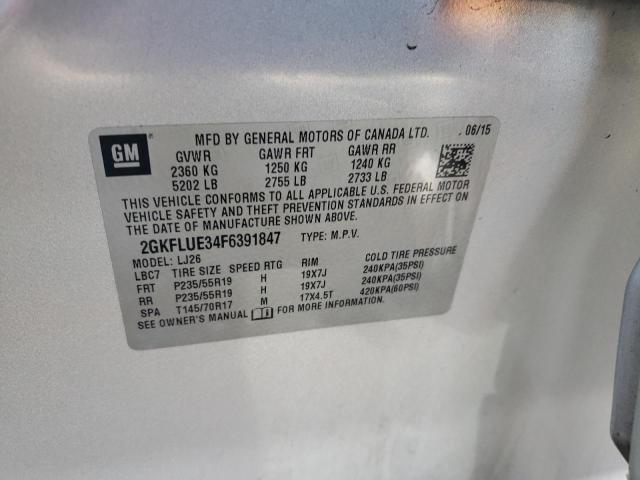 GM
MFD BY GENERAL MOTORS OF CANADA LTD. 06/15
GVWR GAWR FRT GAWR RR
2360 KG 1250 KG 1240 KG
5202 LB 2755 LB 2733 LB
THIS VEHICLE CONFORMS TO ALL APPLICABLE U.S. FEDERAL MOTOR
VEHICLE SAFETY AND THEFT PREVENTION STANDARDS IN EFFECT ON
THE DATE OF MANUFACTURE SHOWN ABOVE.
2GKFLUE34F6391847 TYPE: M.P.V.
MODEL: LJ26
LBC7 TIRE SIZE SPEED RTG RIM COLD TIRE PRESSURE
FRT P235/55R19 H 19X7J 240KPA(35PSI)
RR P235/55R19 H 19X7J 240KPA(35PSI)
SPA T145/70R17 M 17X4.5T 420KPA(60PSI)
SEE OWNER'S MANUAL FOR MORE INFORMATION.